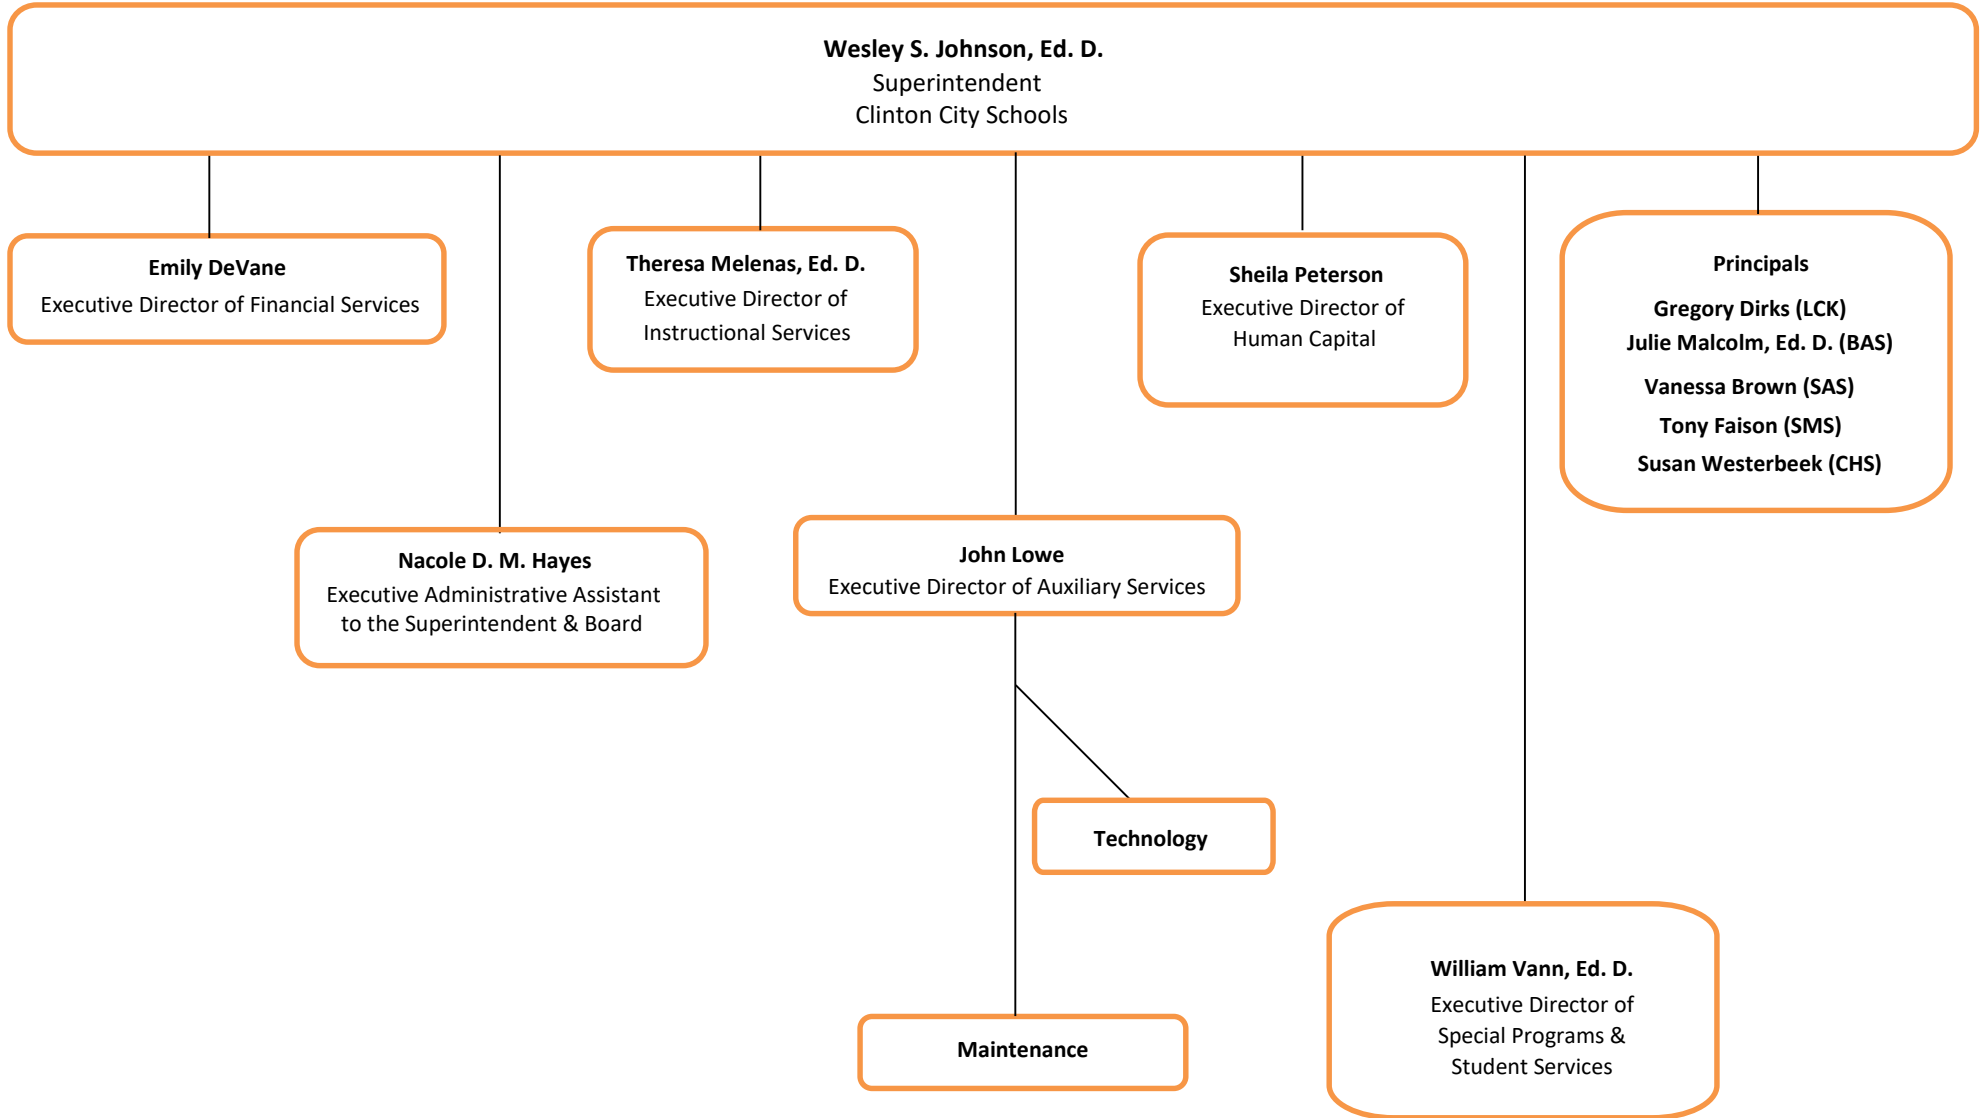 Wesley S. Johnson, Ed. D.
Superintendent
Clinton City Schools
Emily DeVane
Executive Director of Financial Services
Theresa Melenas, Ed. D.
Executive Director of
Instructional Services
Sheila Peterson
Executive Director of
Human Capital
Principals
Gregory Dirks (LCK)
Julie Malcolm, Ed. D. (BAS)
Vanessa Brown (SAS)
Tony Faison (SMS)
Susan Westerbeek (CHS)
Nacole D. M. Hayes
Executive Administrative Assistant
to the Superintendent & Board
John Lowe
Executive Director of Auxiliary Services
Technology
Maintenance
William Vann, Ed. D.
Executive Director of
Special Programs &
Student Services